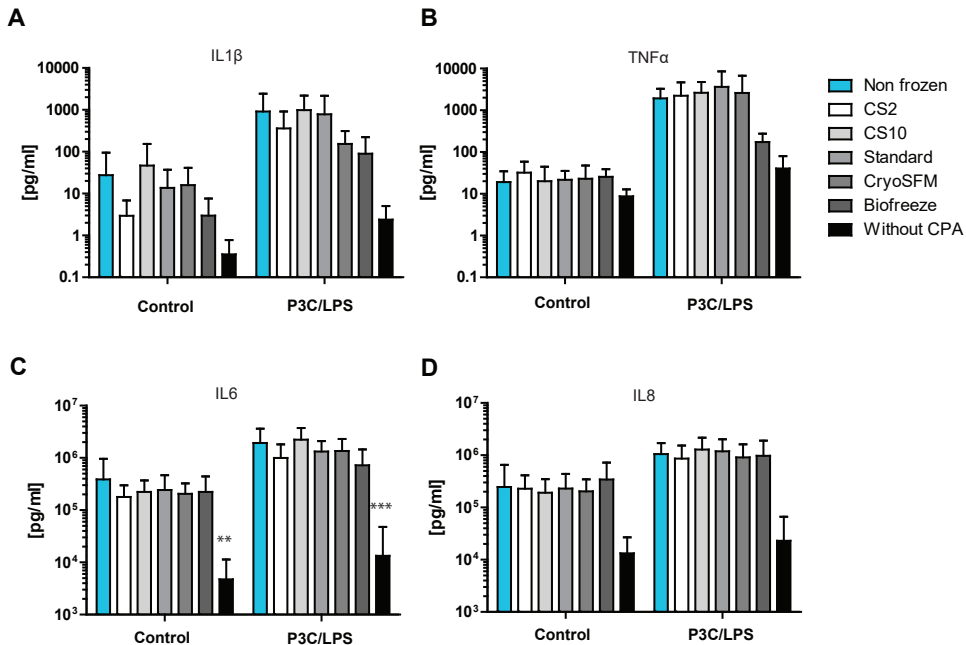 A
IL1β
[pg/ml]
10000
1000
100
10
1
0.1
Control
P3C/LPS
B
TNFα
[pg/ml]
10000
1000
100
10
1
0.1
Control
P3C/LPS
Non frozen
CS2
CS10
Standard
CryoSFM
Biofreeze
Without CPA
C
IL6
[pg/ml]
10⁷
10⁶
10⁵
10⁴
10³
**
***
Control
P3C/LPS
D
IL8
[pg/ml]
10⁷
10⁶
10⁵
10⁴
10³
Control
P3C/LPS